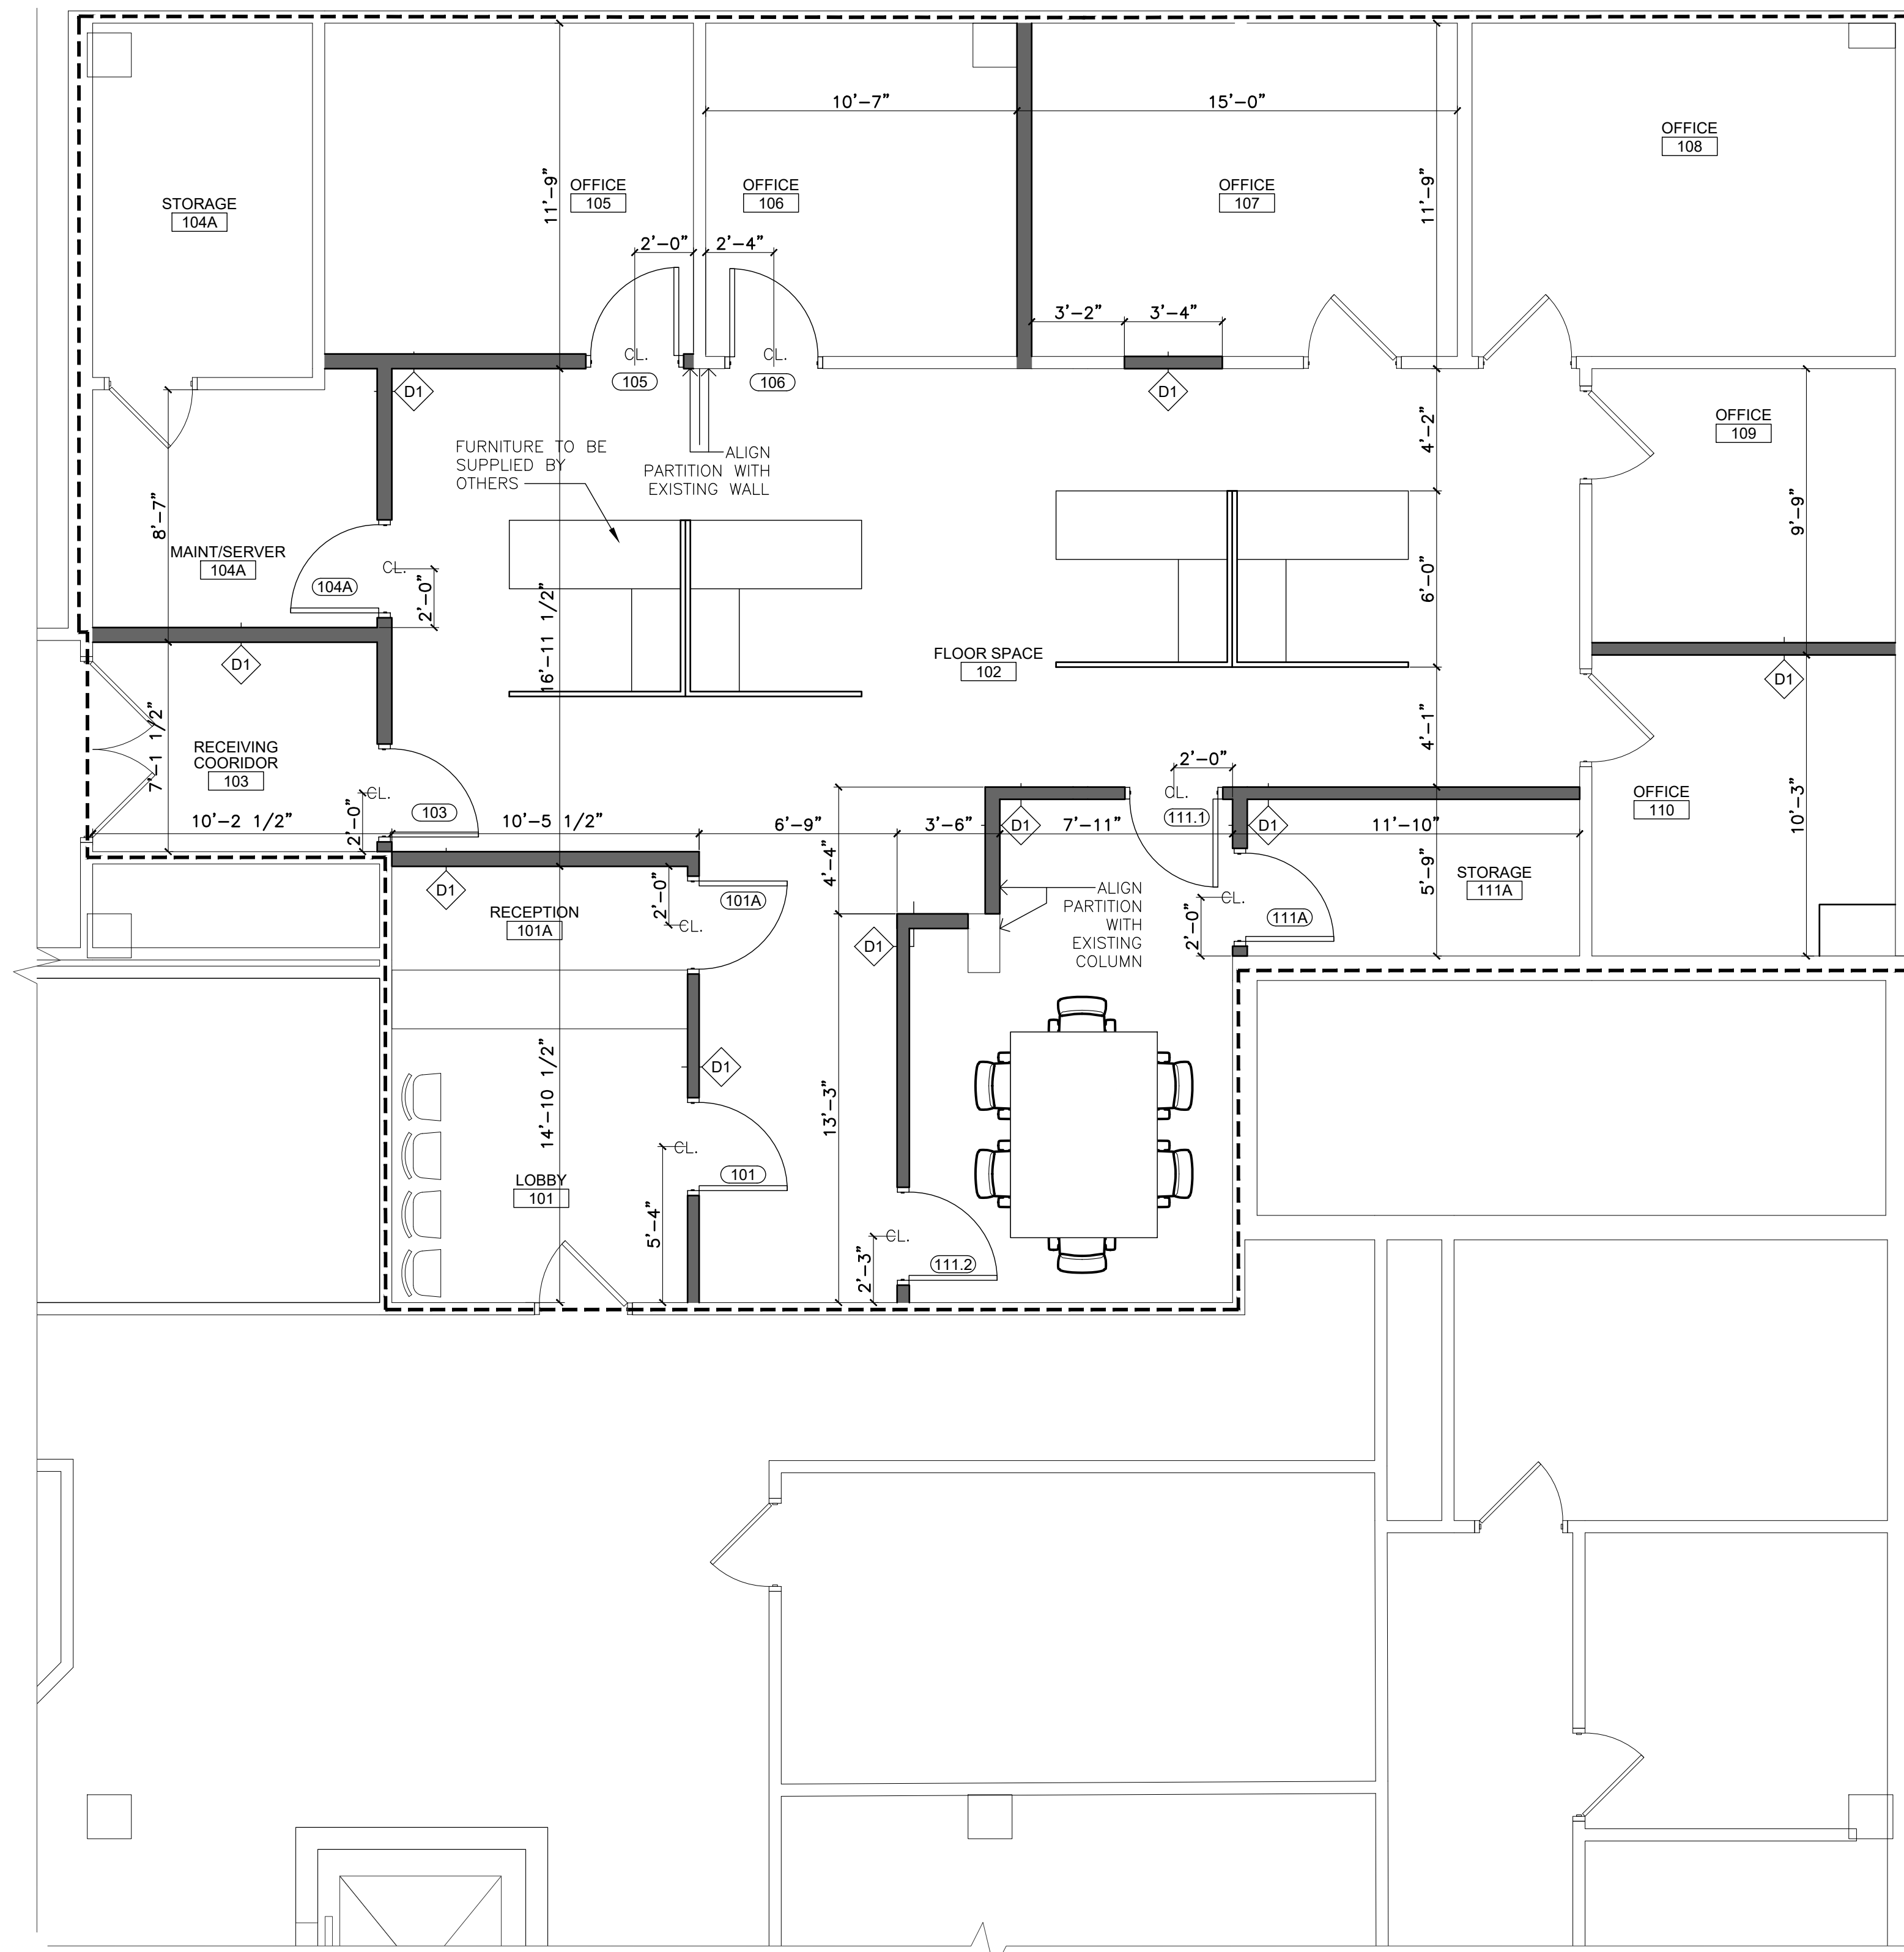 10'-7"
15'-0"
OFFICE
108
11'-9"
11'-9"
OFFICE
105
OFFICE
106
OFFICE
107
STORAGE
104A
2'-0"
2'-4"
3'-2"
3'-4"
CL.
CL.
105
106
D1
D1
OFFICE
109
4'-2"
FURNITURE TO BE
SUPPLIED BY
OTHERS
ALIGN
PARTITION WITH
EXISTING WALL
8'-7"
9'-9"
MAINT/SERVER
104A
104A
CL.
2'-0"
16'-11 1/2"
6'-0"
D1
FLOOR SPACE
102
D1
4'-1"
7'-1 1/2"
RECEIVING
COORIDOR
103
2'-0"
CL.
CL.
OFFICE
110
10'-3"
2'-0"
103
10'-2 1/2"
10'-5 1/2"
6'-9"
3'-6"
D1
7'-11"
111.1
D1
11'-10"
4'-4"
5'-9"
D1
STORAGE
111A
2'-0"
101A
RECEPTION
101A
CL.
ALIGN
PARTITION
WITH
EXISTING
COLUMN
CL.
111A
2'-0"
D1
14'-10 1/2"
D1
13'-3"
CL.
LOBBY
101
101
5'-4"
CL.
2'-3"
111.2